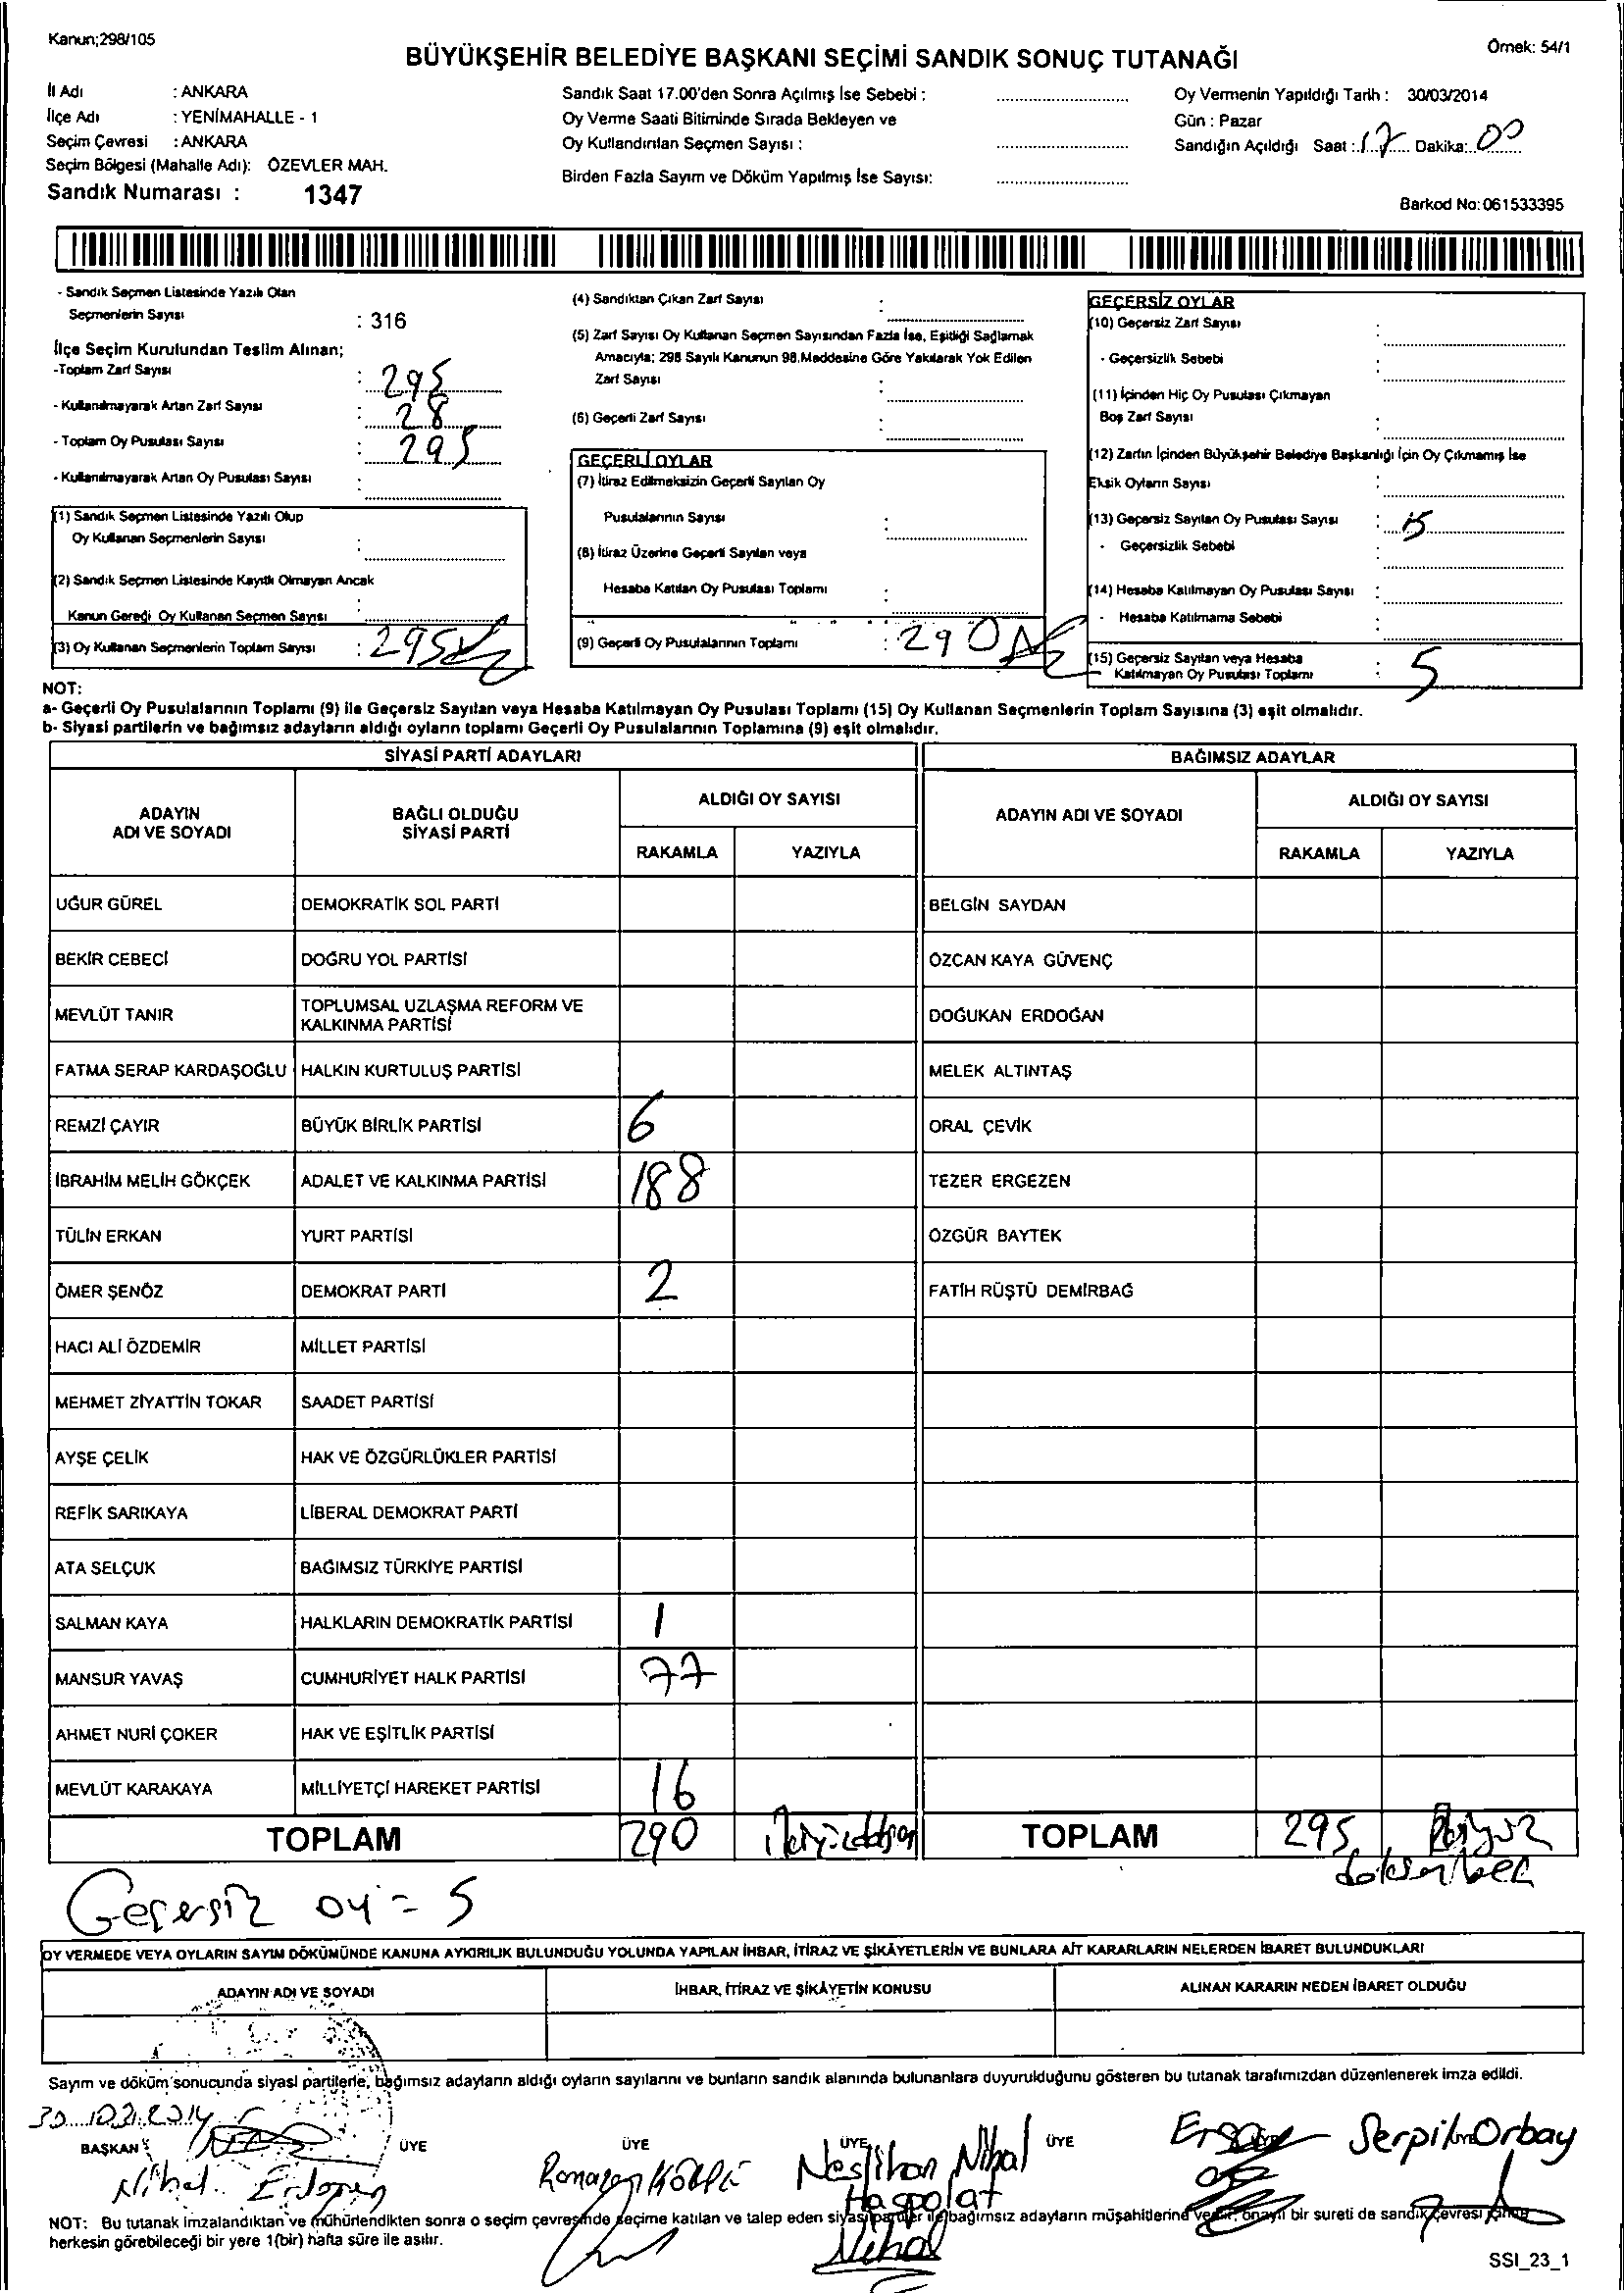 Kanun;298/105
Örnek: 54/1
BÜYÜKŞEHİR BELEDİYE BAŞKANI SEÇİMİ SANDIK SONUÇ TUTANAĞI
İl Adı : ANKARA
İlçe Adı : YENİMAHALLE - 1
Seçim Çevresi : ANKARA
Seçim Bölgesi (Mahalle Adı): ÖZEVLER MAH.
Sandık Numarası : 1347
Sandık Saat 17.00'den Sonra Açılmış İse Sebebi :
Oy Verme Saati Bitiminde Sırada Bekleyen ve
Oy Kullandırılan Seçmen Sayısı :
Birden Fazla Sayım ve Döküm Yapılmış İse Sayısı:
Oy Vermenin Yapıldığı Tarih : 30/03/2014
Gün : Pazar
Sandığın Açıldığı Saat : 17 Dakika: 00
Barkod No: 061533395
- Sandık Seçmen Listesinde Yazılı Olan
Seçmenlerin Sayısı : 316
İlçe Seçim Kurulundan Teslim Alınan;
-Toplam Zarf Sayısı : 295
- Kullanılmayarak Artan Zarf Sayısı : 28
- Toplam Oy Pusulası Sayısı : 295
- Kullanılmayarak Artan Oy Pusulası Sayısı :
(1) Sandık Seçmen Listesinde Yazılı Olup
Oy Kullanan Seçmenlerin Sayısı :
(2) Sandık Seçmen Listesinde Kayıtlı Olmayan Ancak
Kanun Gereği Oy Kullanan Seçmen Sayısı :
(3) Oy Kullanan Seçmenlerin Toplam Sayısı : 295
(4) Sandıktan Çıkan Zarf Sayısı :
(5) Zarf Sayısı Oy Kullanan Seçmen Sayısından Fazla İse, Eşitliği Sağlamak
Amacıyla; 298 Sayılı Kanunun 98.Maddesine Göre Yakılarak Yok Edilen
Zarf Sayısı :
(6) Geçerli Zarf Sayısı :
GEÇERLİ OYLAR
(7) İtiraz Edilmeksizin Geçerli Sayılan Oy
Pusulalarının Sayısı :
(8) İtiraz Üzerine Geçerli Sayılan veya
Hesaba Katılan Oy Pusulası Toplamı :
(9) Geçerli Oy Pusulalarının Toplamı : 290
GEÇERSİZ OYLAR
(10) Geçersiz Zarf Sayısı :
- Geçersizlik Sebebi :
(11) İçinden Hiç Oy Pusulası Çıkmayan
Boş Zarf Sayısı :
(12) Zarfın İçinden Büyükşehir Belediye Başkanlığı İçin Oy Çıkmamış İse
Eksik Oyların Sayısı :
(13) Geçersiz Sayılan Oy Pusulası Sayısı :
- Geçersizlik Sebebi :
(14) Hesaba Katılmayan Oy Pusulası Sayısı :
- Hesaba Katılmama Sebebi :
(15) Geçersiz Sayılan veya Hesaba
Katılmayan Oy Pusulası Toplamı : 5
NOT:
a- Geçerli Oy Pusulalarının Toplamı (9) ile Geçersiz Sayılan veya Hesaba Katılmayan Oy Pusulası Toplamı (15) Oy Kullanan Seçmenlerin Toplam Sayısına (3) eşit olmalıdır.
b- Siyasi partilerin ve bağımsız adayların aldığı oyların toplamı Geçerli Oy Pusulalarının Toplamına (9) eşit olmalıdır.
SİYASİ PARTİ ADAYLARI
BAĞIMSIZ ADAYLAR
ADAYIN
ADI VE SOYADI
BAĞLI OLDUĞU
SİYASİ PARTİ
ALDIĞI OY SAYISI
RAKAMLA YAZIYLA
ADAYIN ADI VE SOYADI
ALDIĞI OY SAYISI
RAKAMLA YAZIYLA
UĞUR GÜREL DEMOKRATİK SOL PARTİ BELGİN SAYDAN
BEKİR CEBECİ DOĞRU YOL PARTİSİ ÖZCAN KAYA GÜVENÇ
MEVLÜT TANIR TOPLUMSAL UZLAŞMA REFORM VE
KALKINMA PARTİSİ DOĞUKAN ERDOĞAN
FATMA SERAP KARDAŞOĞLU HALKIN KURTULUŞ PARTİSİ MELEK ALTINTAŞ
REMZİ ÇAYIR BÜYÜK BİRLİK PARTİSİ 6 ORAL ÇEVİK
İBRAHİM MELİH GÖKÇEK ADALET VE KALKINMA PARTİSİ 188 TEZER ERGEZEN
TÜLİN ERKAN YURT PARTİSİ ÖZGÜR BAYTEK
ÖMER ŞENÖZ DEMOKRAT PARTİ 2 FATİH RÜŞTÜ DEMİRBAĞ
HACI ALİ ÖZDEMİR MİLLET PARTİSİ
MEHMET ZİYATTİN TOKAR SAADET PARTİSİ
AYŞE ÇELİK HAK VE ÖZGÜRLÜKLER PARTİSİ
REFİK SARIKAYA LİBERAL DEMOKRAT PARTİ
ATA SELÇUK BAĞIMSIZ TÜRKİYE PARTİSİ
SALMAN KAYA HALKLARIN DEMOKRATİK PARTİSİ 1
MANSUR YAVAŞ CUMHURİYET HALK PARTİSİ 77
AHMET NURİ ÇOKER HAK VE EŞİTLİK PARTİSİ
MEVLÜT KARAKAYA MİLLİYETÇİ HAREKET PARTİSİ 16
TOPLAM 290 TOPLAM 295
Geçersiz oy = 5
OY VERMEDE VEYA OYLARIN SAYIM DÖKÜMÜNDE KANUNA AYKIRILIK BULUNDUĞU YOLUNDA YAPILAN İHBAR, İTİRAZ VE ŞİKÂYETLERİN VE BUNLARA AİT KARARLARIN NELERDEN İBARET BULUNDUKLARI
ADAYIN ADI VE SOYADI İHBAR, İTİRAZ VE ŞİKÂYETİN KONUSU ALINAN KARARIN NEDEN İBARET OLDUĞU
Sayım ve döküm sonucunda siyasi partilerle, bağımsız adayların aldığı oyların sayılarını ve bunların sandık alanında bulunanlara duyurulduğunu gösteren bu tutanak tarafımızdan düzenlenerek imza edildi.
30.03.2014
BAŞKAN ÜYE ÜYE ÜYE ÜYE
Nihal
Ramazan
Neslihan Nihal
Haspolat
Nihal
Serpil Orbay
NOT: Bu tutanak imzalandıktan ve mühürlendikten sonra o seçim çevresinde seçime katılan ve talep eden siyasi partiler ile bağımsız adayların müşahitlerine verilir, onaylı bir sureti de sandık çevresi içinde
herkesin görebileceği bir yere 1(bir) hafta süre ile asılır.
SSI_23_1